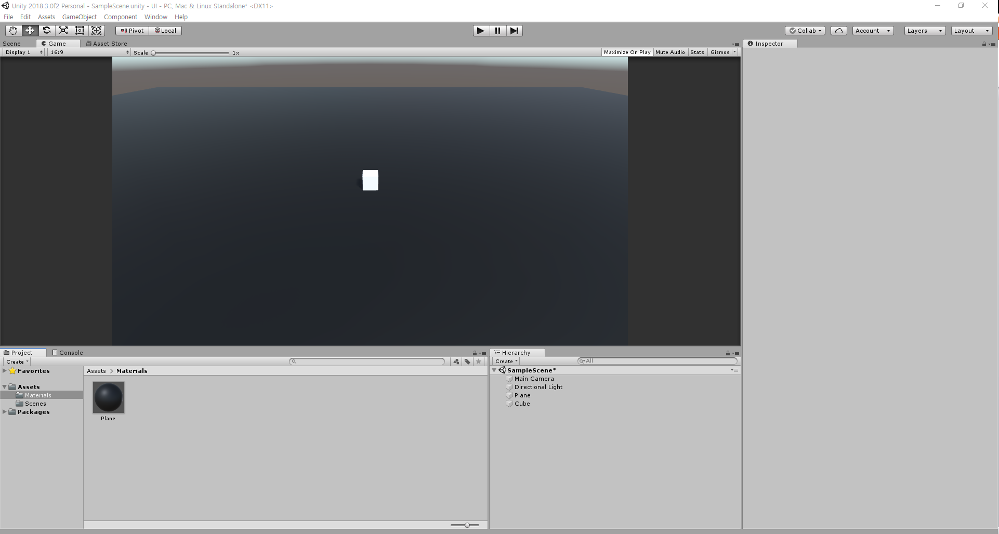 Unity 2018.3.0f2 Personal - SampleScene.unity - UI - PC, Mac & Linux Standalone* <DX11>
File Edit Assets GameObject Component Window Help
Pivot Local Collab Account Layers Layout
Scene Game Asset Store Inspector
Display 1 16:9 Scale 1x Maximize On Play Mute Audio Stats Gizmos
Project Console
Create
Favorites
Assets
Materials
Scenes
Packages
Assets > Materials
Plane
Hierarchy
Create All
SampleScene*
Main Camera
Directional Light
Plane
Cube